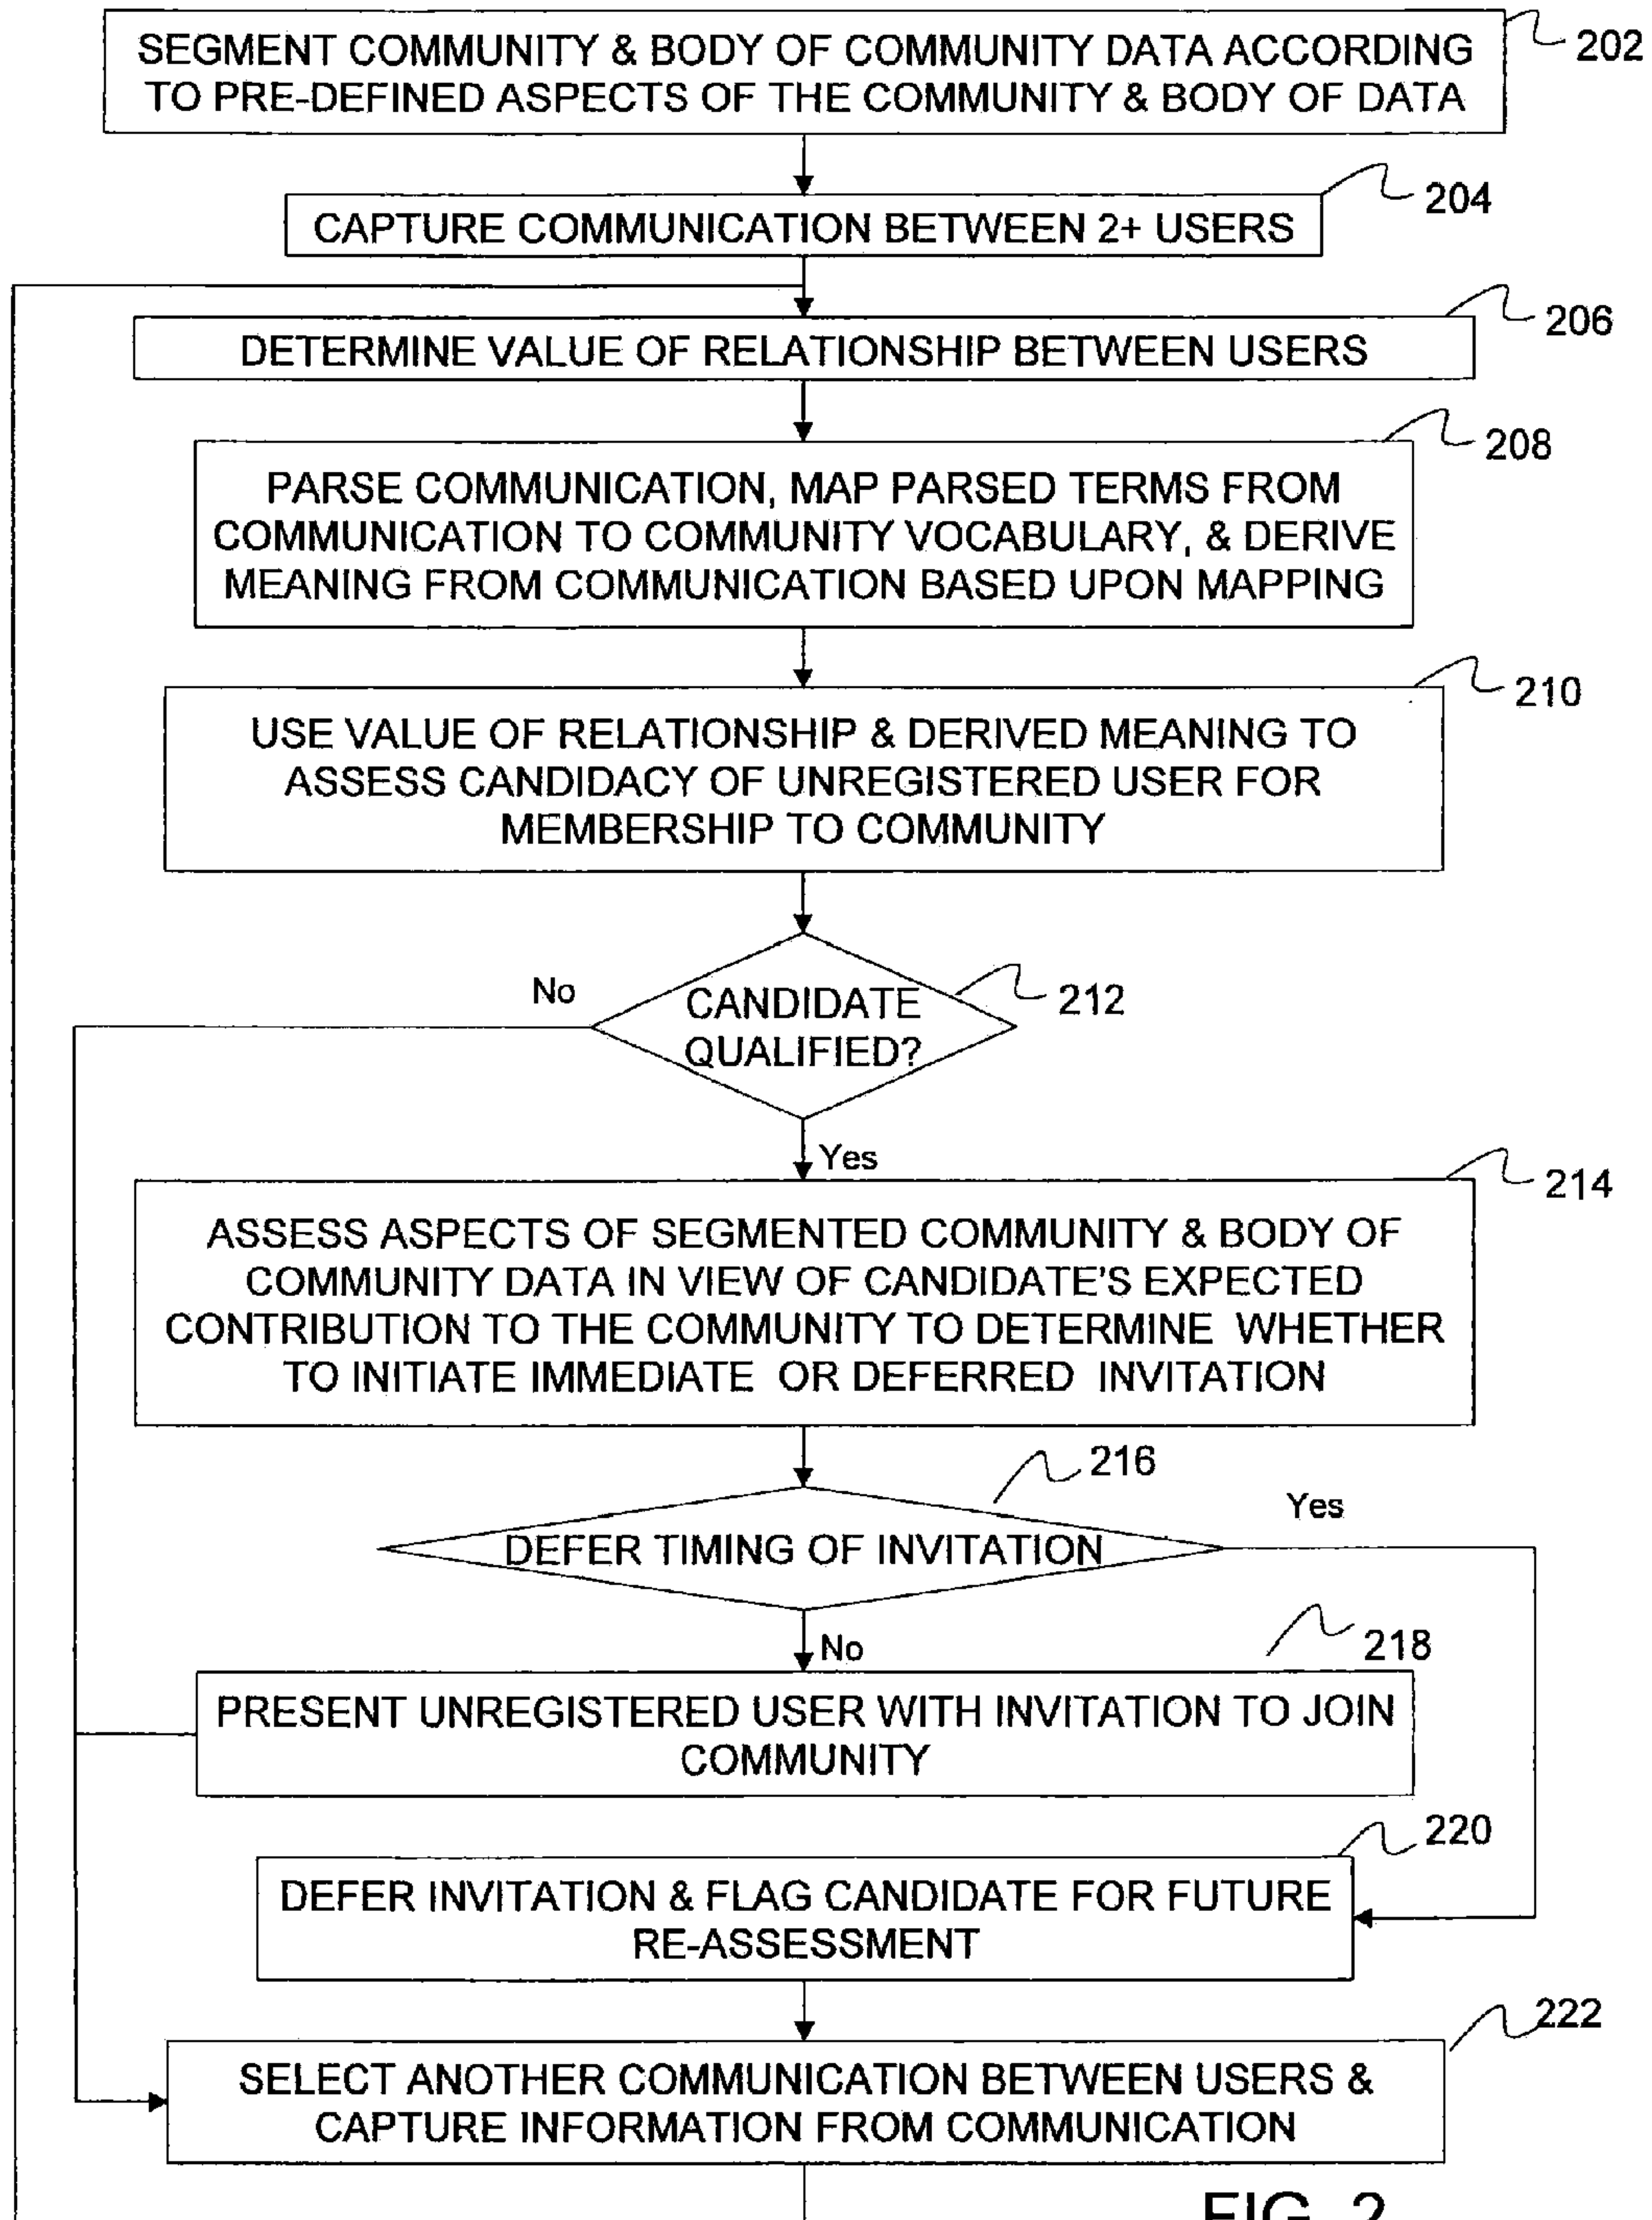 SEGMENT COMMUNITY & BODY OF COMMUNITY DATA ACCORDING
TO PRE-DEFINED ASPECTS OF THE COMMUNITY & BODY OF DATA
202
CAPTURE COMMUNICATION BETWEEN 2+ USERS
204
DETERMINE VALUE OF RELATIONSHIP BETWEEN USERS
206
PARSE COMMUNICATION, MAP PARSED TERMS FROM
COMMUNICATION TO COMMUNITY VOCABULARY, & DERIVE
MEANING FROM COMMUNICATION BASED UPON MAPPING
208
USE VALUE OF RELATIONSHIP & DERIVED MEANING TO
ASSESS CANDIDACY OF UNREGISTERED USER FOR
MEMBERSHIP TO COMMUNITY
210
No
CANDIDATE
QUALIFIED?
212
Yes
ASSESS ASPECTS OF SEGMENTED COMMUNITY & BODY OF
COMMUNITY DATA IN VIEW OF CANDIDATE'S EXPECTED
CONTRIBUTION TO THE COMMUNITY TO DETERMINE WHETHER
TO INITIATE IMMEDIATE OR DEFERRED INVITATION
214
DEFER TIMING OF INVITATION
216
Yes
No
PRESENT UNREGISTERED USER WITH INVITATION TO JOIN
COMMUNITY
218
DEFER INVITATION & FLAG CANDIDATE FOR FUTURE
RE-ASSESSMENT
220
SELECT ANOTHER COMMUNICATION BETWEEN USERS &
CAPTURE INFORMATION FROM COMMUNICATION
222
FIG. 2